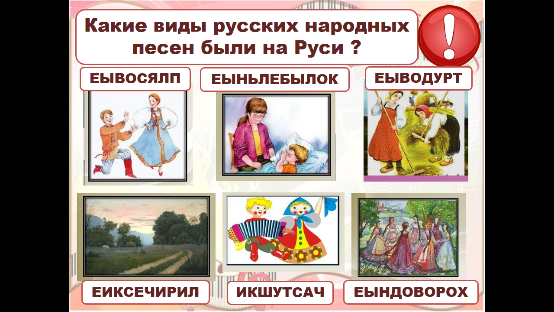 Какие виды русских народных
песен были на Руси ?
ЕЫВОСЯЛП
ЕЫНЬЛЕБЫЛОК
ЕЫВОДУРТ
ЕИКСЕЧИРИЛ
ИКШУТСАЧ
ЕЫНДОВОРОХ